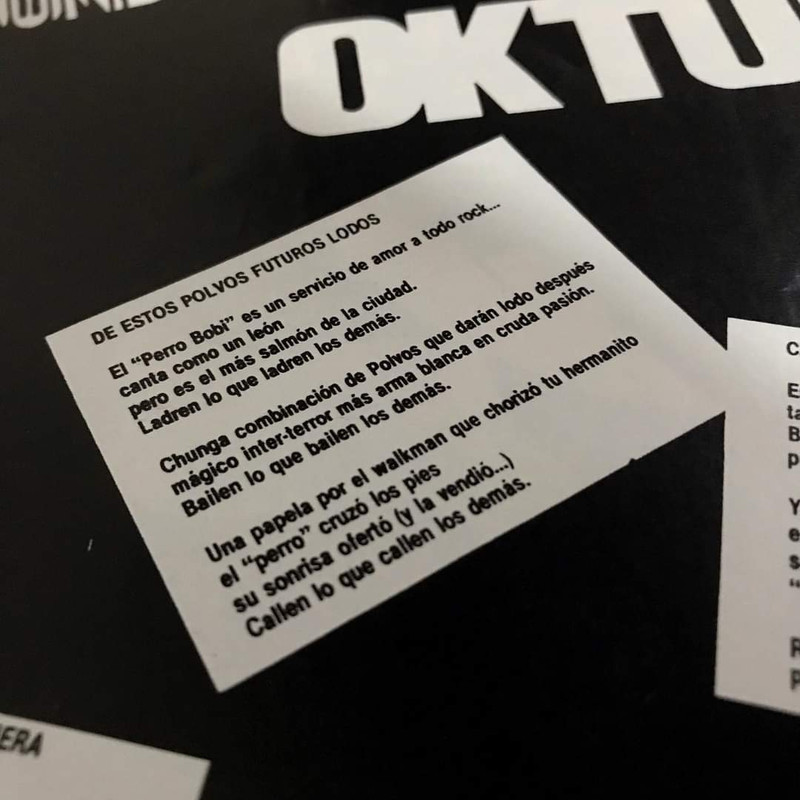 OKTU
DE ESTOS POLVOS FUTUROS LODOS
El "Perro Bobi" es un servicio de amor a todo rock...
canta como un león
pero es el más salmón de la ciudad.
Ladren lo que ladren los demás.
Chunga combinación de Polvos que darán lodo después
mágico inter-terror más arma blanca en cruda pasión.
Bailen lo que bailen los demás.
Una papela por el walkman que chorizó tu hermanito
el "perro" cruzó los pies
su sonrisa ofertó (y la vendió...)
Callen lo que callen los demás.
C
E
ta
B
p
Y
e
s
"
R
p
ERA